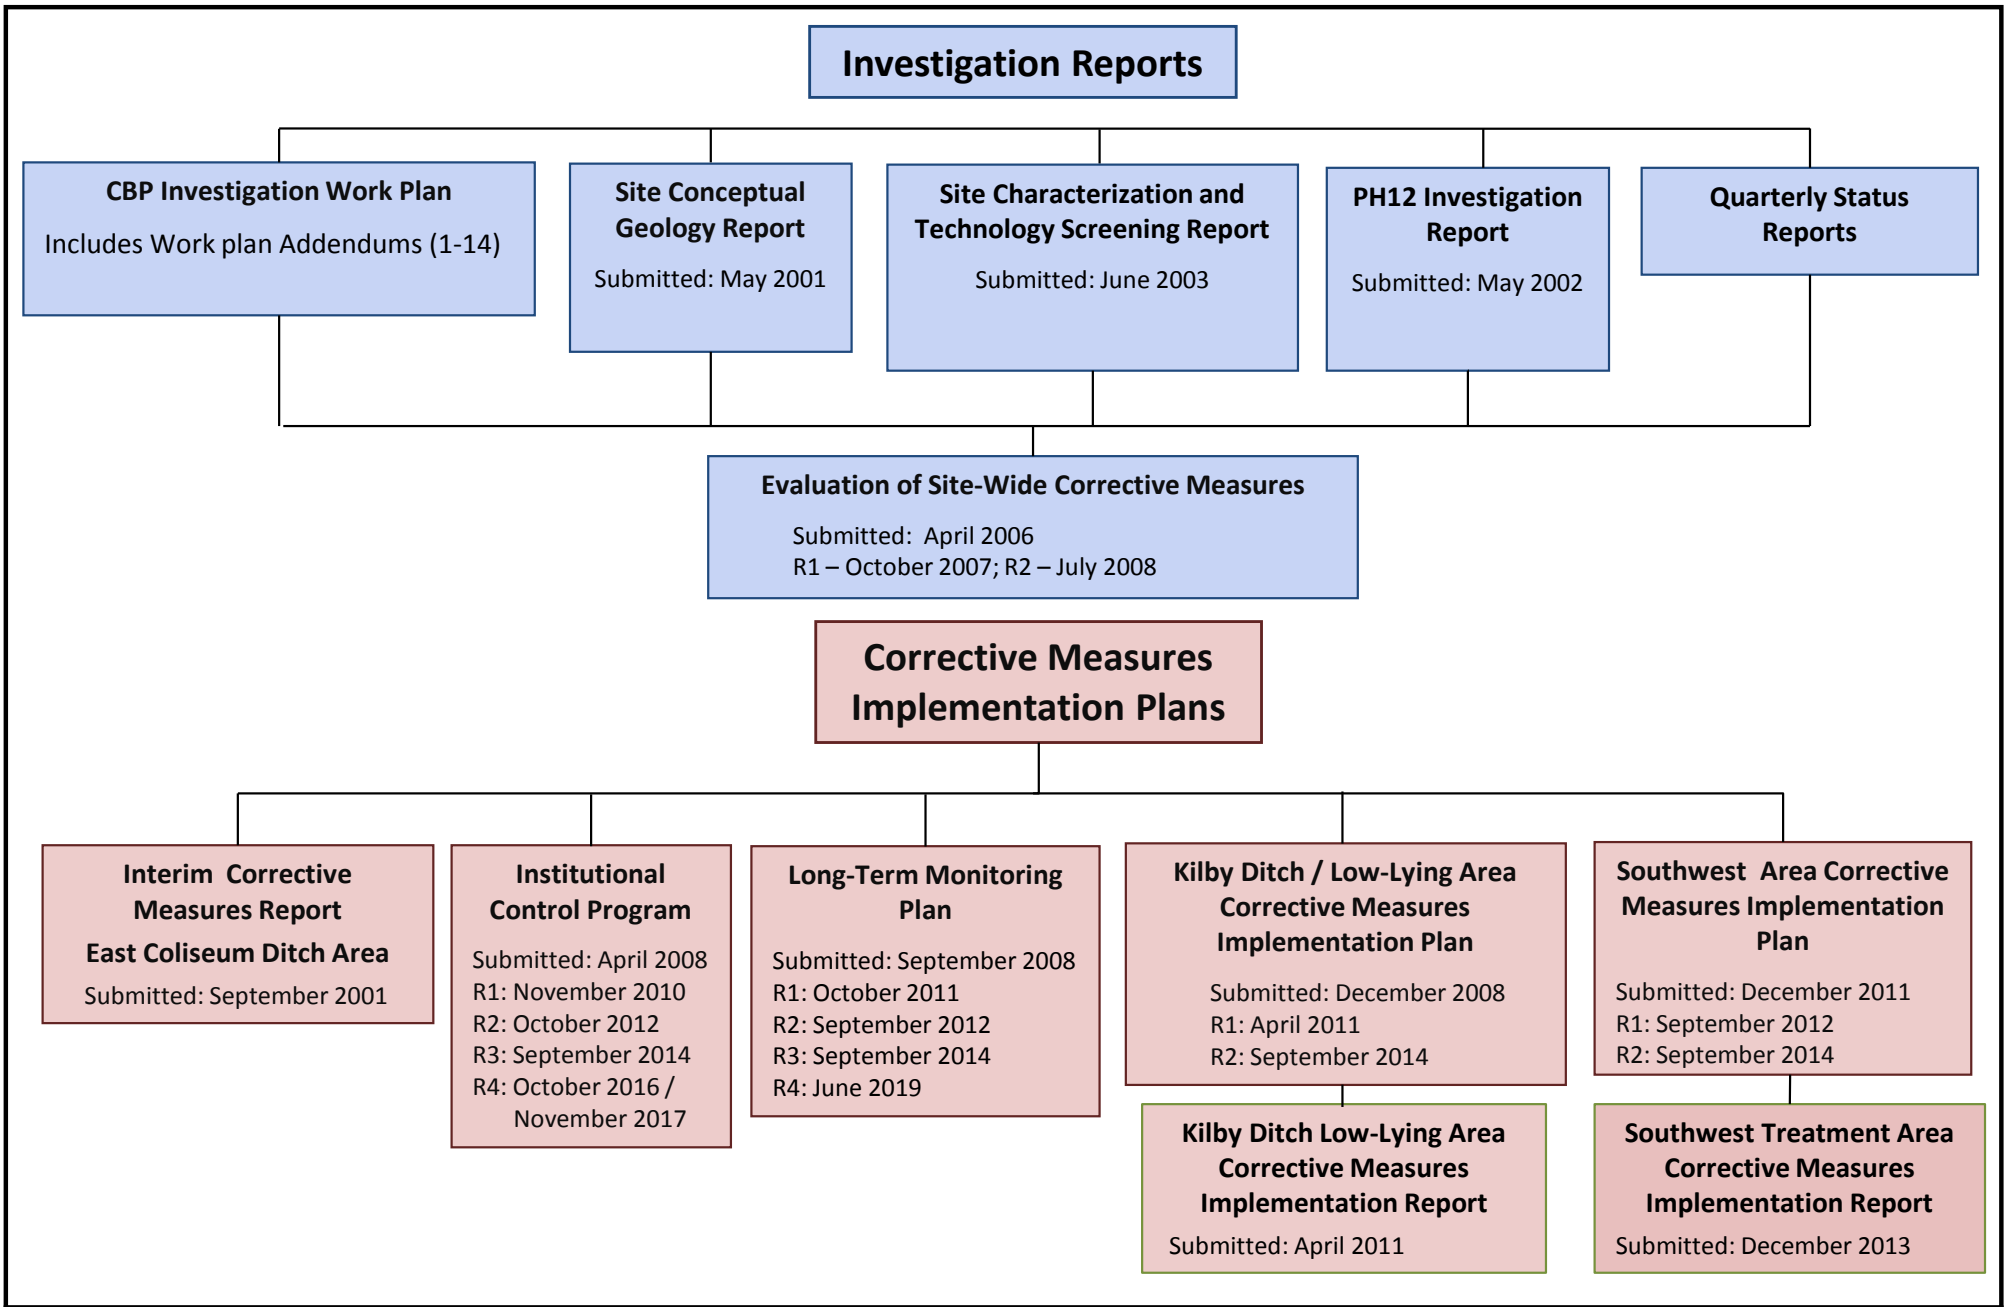 Investigation Reports
CBP Investigation Work Plan
Includes Work plan Addendums (1-14)
Site Conceptual
Geology Report
Submitted: May 2001
Site Characterization and
Technology Screening Report
Submitted: June 2003
PH12 Investigation
Report
Submitted: May 2002
Quarterly Status
Reports
Evaluation of Site-Wide Corrective Measures
Submitted: April 2006
R1 – October 2007; R2 – July 2008
Corrective Measures
Implementation Plans
Interim Corrective
Measures Report
East Coliseum Ditch Area
Submitted: September 2001
Institutional
Control Program
Submitted: April 2008
R1: November 2010
R2: October 2012
R3: September 2014
R4: October 2016 /
November 2017
Long-Term Monitoring
Plan
Submitted: September 2008
R1: October 2011
R2: September 2012
R3: September 2014
R4: June 2019
Kilby Ditch / Low-Lying Area
Corrective Measures
Implementation Plan
Submitted: December 2008
R1: April 2011
R2: September 2014
Southwest Area Corrective
Measures Implementation
Plan
Submitted: December 2011
R1: September 2012
R2: September 2014
Kilby Ditch Low-Lying Area
Corrective Measures
Implementation Report
Submitted: April 2011
Southwest Treatment Area
Corrective Measures
Implementation Report
Submitted: December 2013